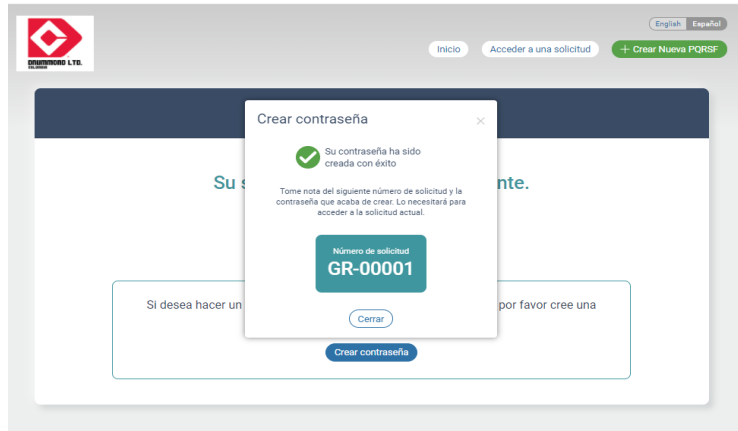 English Español
DRUMMOND LTD.
COLOMBIA
Inicio Acceder a una solicitud + Crear Nueva PQRSF
Crear contraseña ×
Su contraseña ha sido
creada con éxito
Su s nte.
Tome nota del siguiente número de solicitud y la
contraseña que acaba de crear. Lo necesitará para
acceder a la solicitud actual.
Número de solicitud
GR-00001
Si desea hacer un por favor cree una
Cerrar
Crear contraseña